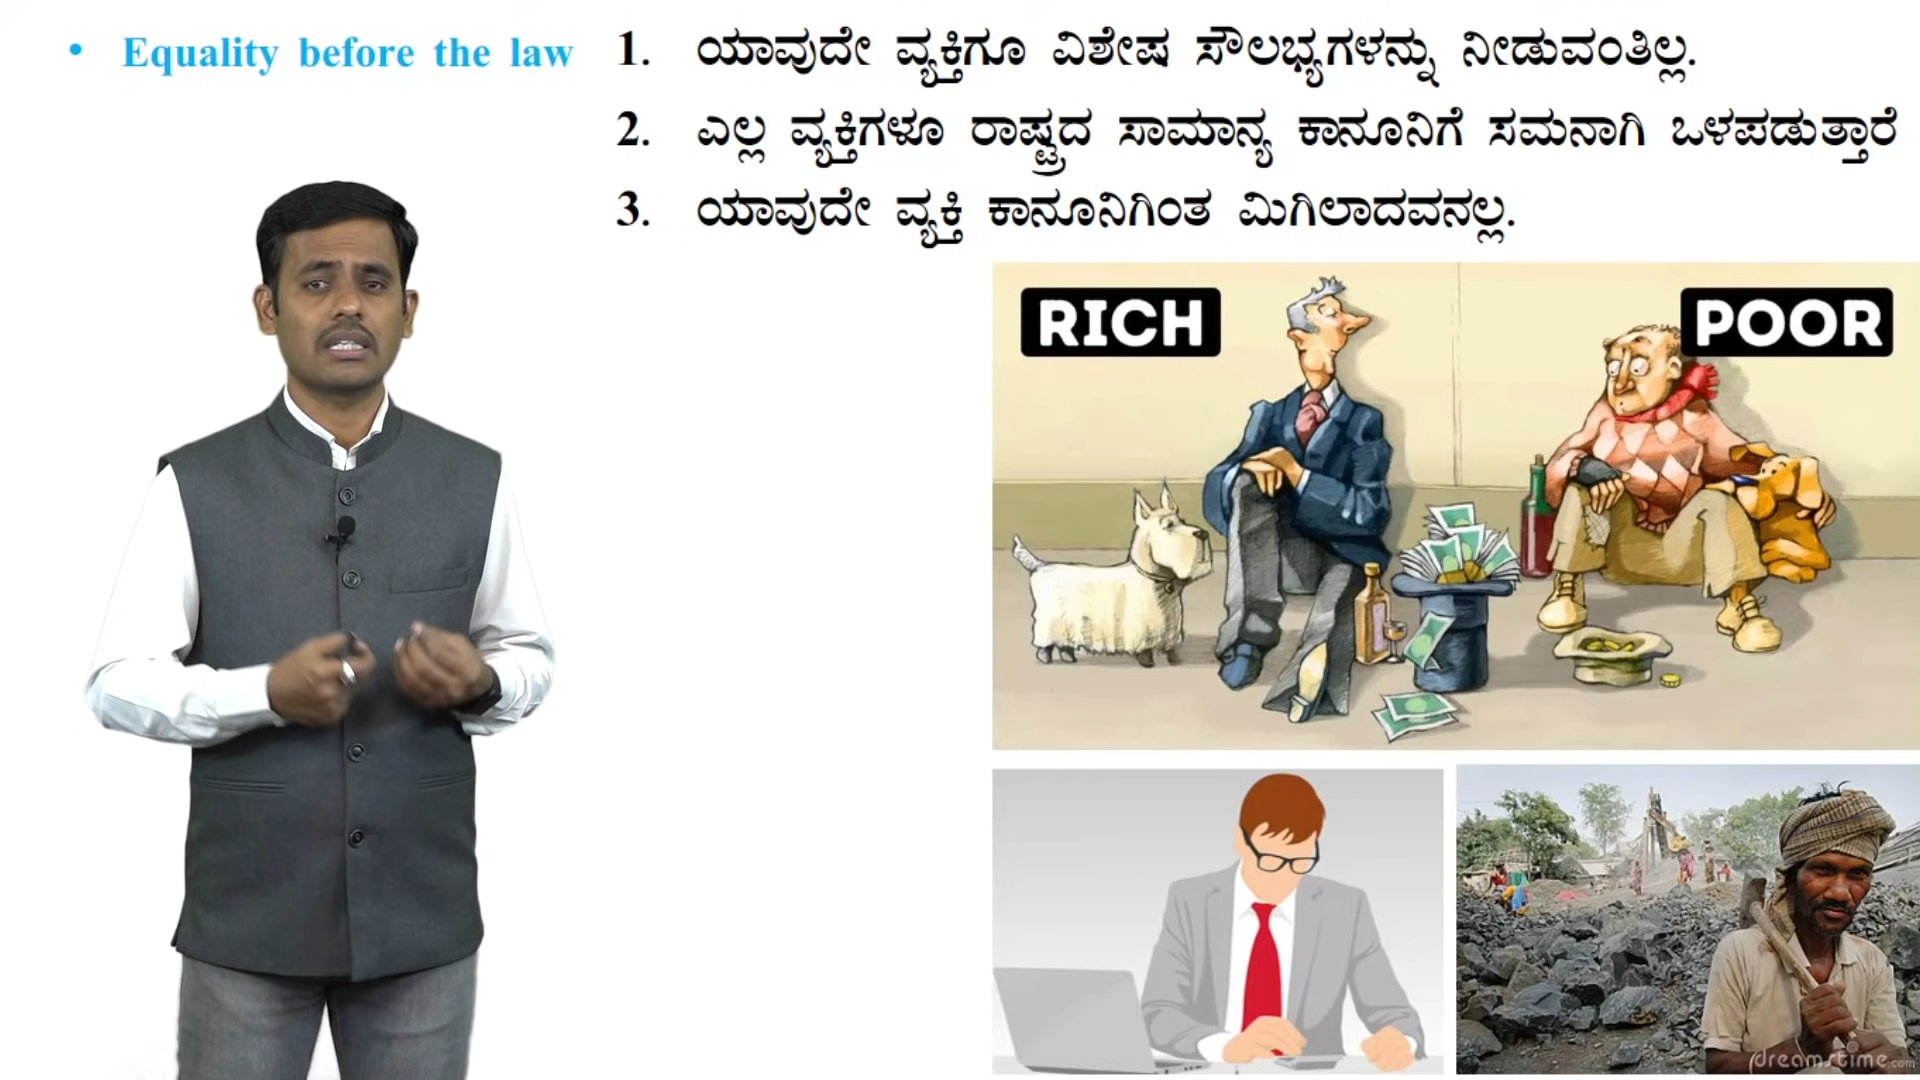 • Equality before the law
1. ಯಾವುದೇ ವ್ಯಕ್ತಿಗೂ ವಿಶೇಷ ಸೌಲಭ್ಯಗಳನ್ನು ನೀಡುವಂತಿಲ್ಲ.
2. ಎಲ್ಲ ವ್ಯಕ್ತಿಗಳೂ ರಾಷ್ಟ್ರದ ಸಾಮಾನ್ಯ ಕಾನೂನಿಗೆ ಸಮನಾಗಿ ಒಳಪಡುತ್ತಾರೆ
3. ಯಾವುದೇ ವ್ಯಕ್ತಿ ಕಾನೂನಿಗಿಂತ ಮಿಗಿಲಾದವನಲ್ಲ.
RICH
POOR
dreamstime.com